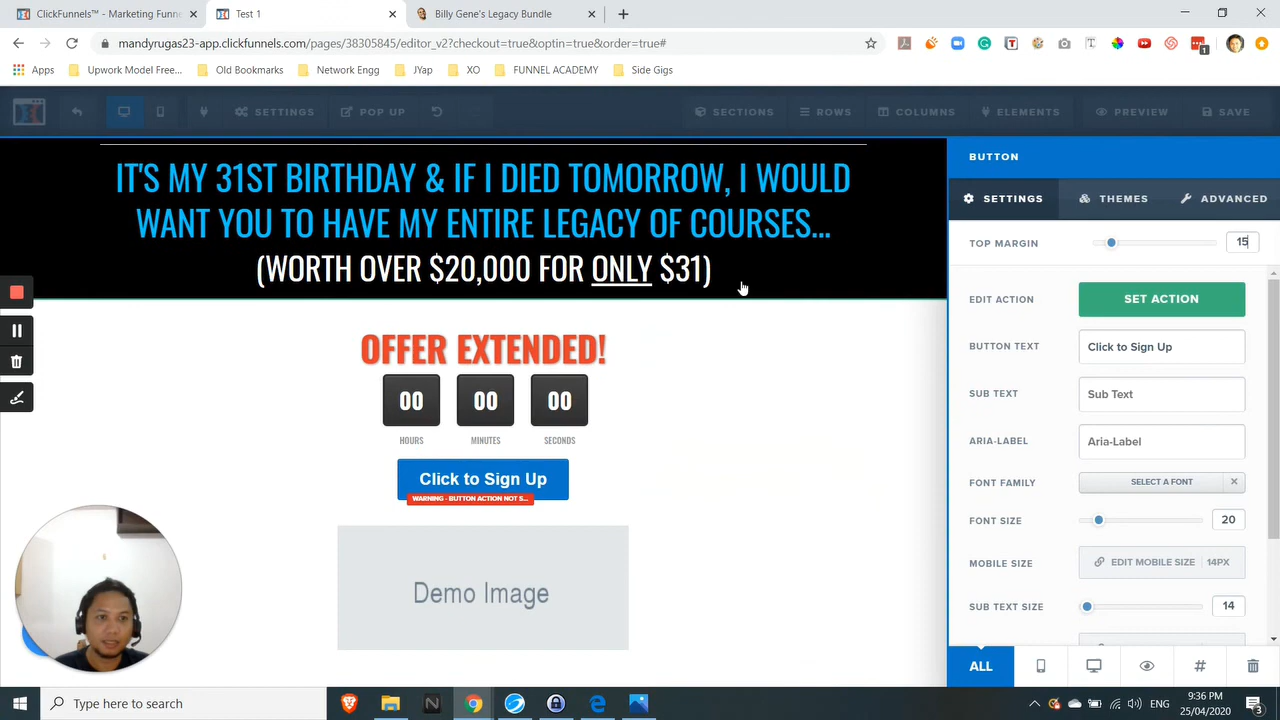 ClickFunnels™ - Marketing Funne
Test 1
Billy Gene's Legacy Bundle
mandyrugas23-app.clickfunnels.com/pages/38305845/editor_v2?checkout=true&optin=true&order=true#
Apps
Upwork Model Free...
Old Bookmarks
Network Engg
JYap
XO
FUNNEL ACADEMY
Side Gigs
SETTINGS
POP UP
SECTIONS
ROWS
COLUMNS
ELEMENTS
PREVIEW
SAVE
IT'S MY 31ST BIRTHDAY & IF I DIED TOMORROW, I WOULD
WANT YOU TO HAVE MY ENTIRE LEGACY OF COURSES...
(WORTH OVER $20,000 FOR ONLY $31)
OFFER EXTENDED!
00 00 00
HOURS MINUTES SECONDS
Click to Sign Up
WARNING - BUTTON ACTION NOT S...
Demo Image
BUTTON
SETTINGS
THEMES
ADVANCED
TOP MARGIN
15
EDIT ACTION
SET ACTION
BUTTON TEXT
Click to Sign Up
SUB TEXT
Sub Text
ARIA-LABEL
Aria-Label
FONT FAMILY
SELECT A FONT
FONT SIZE
20
MOBILE SIZE
EDIT MOBILE SIZE 14PX
SUB TEXT SIZE
14
ALL
Type here to search
ENG
9:36 PM
25/04/2020
3